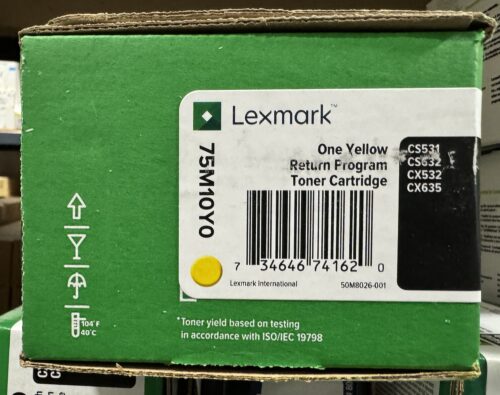 Lexmark™
75M10Y0
One Yellow
Return Program
Toner Cartridge
CS531
CS632
CX532
CX635
7 34646 74162 0
Lexmark International
50M8026-001
104°F
40°C
*Toner yield based on testing
in accordance with ISO/IEC 19798